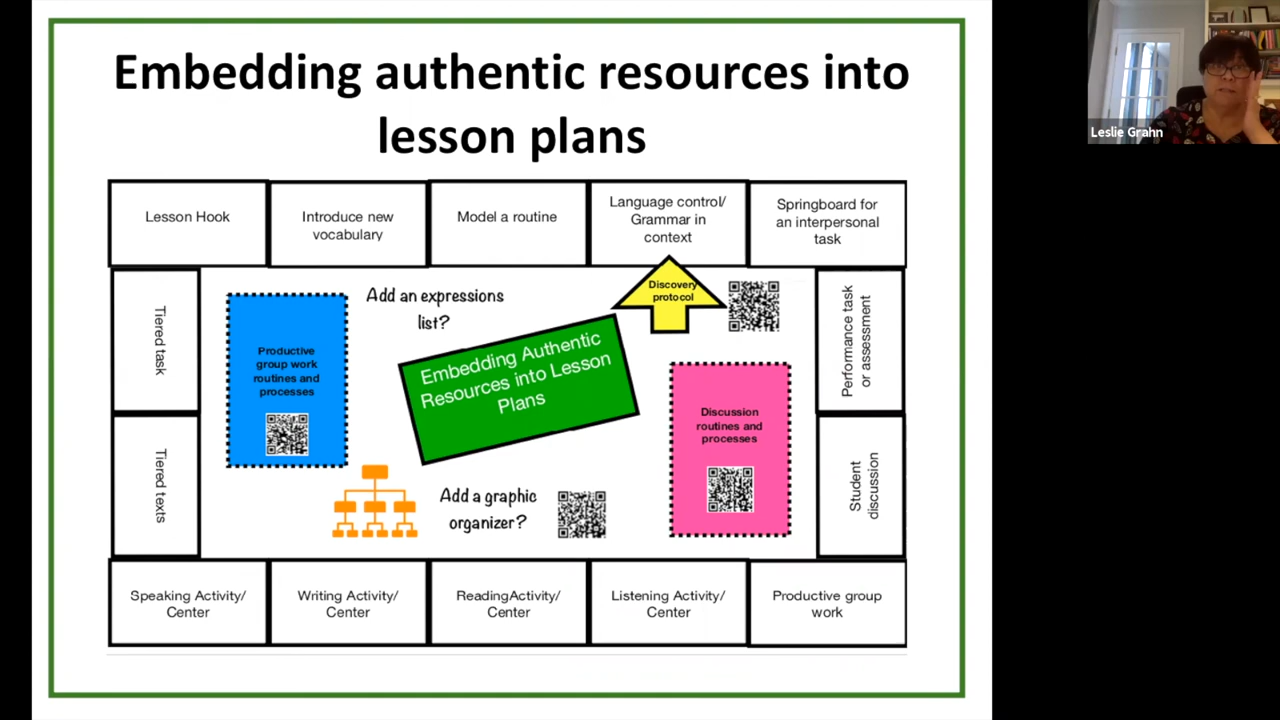 Embedding authentic resources into
lesson plans
Leslie Grahn
Lesson Hook
Introduce new
vocabulary
Model a routine
Language control/
Grammar in
context
Springboard for
an interpersonal
task
Tiered task
Tiered texts
Productive
group work
routines and
processes
Add an expressions
list?
Discovery
protocol
Embedding Authentic
Resources into Lesson
Plans
Discussion
routines and
processes
Add a graphic
organizer?
Performance task
or assessment
Student
discussion
Speaking Activity/
Center
Writing Activity/
Center
ReadingActivity/
Center
Listening Activity/
Center
Productive group
work